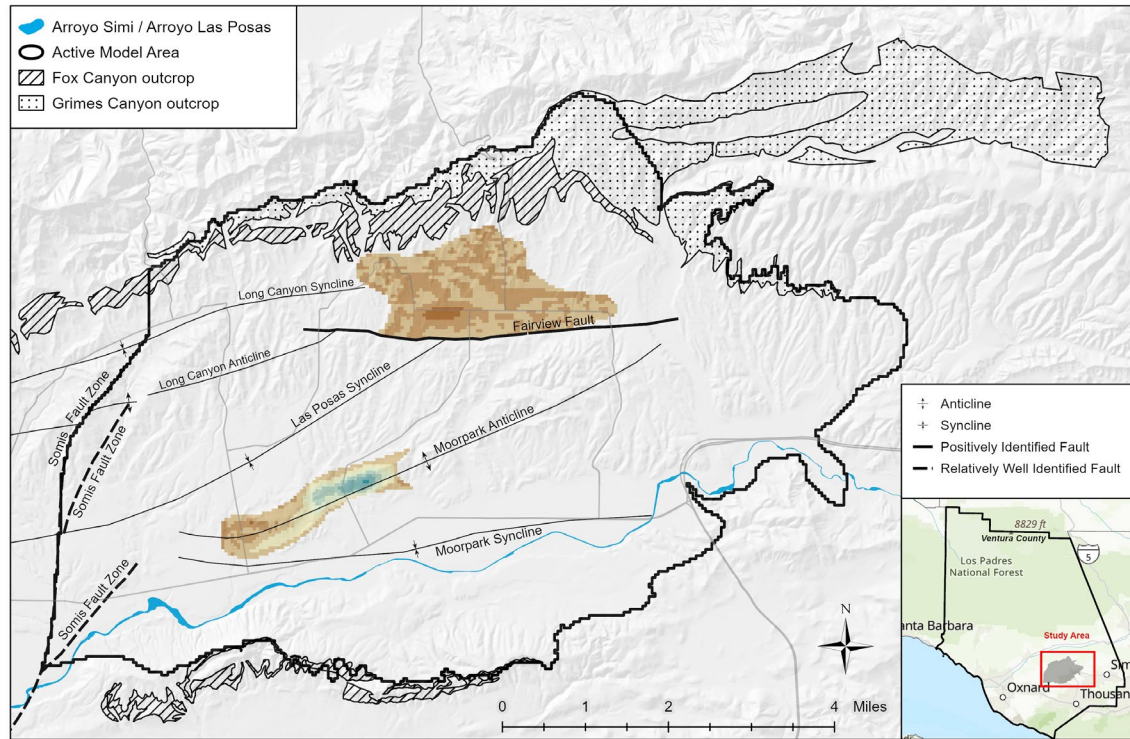 Arroyo Simi / Arroyo Las Posas
Active Model Area
Fox Canyon outcrop
Grimes Canyon outcrop
Long Canyon Syncline
Fairview Fault
Long Canyon Anticline
Somis Fault Zone
Las Posas Syncline
Somis Fault Zone
Moorpark Anticline
Moorpark Syncline
Somis Fault Zone
N
0 2 4 Miles
Anticline
Syncline
Positively Identified Fault
Relatively Well Identified Fault
8829 ft
Ventura County
5
Los Padres
National Forest
anta Barbara
Study Area
Sim
Oxnard
Thousan